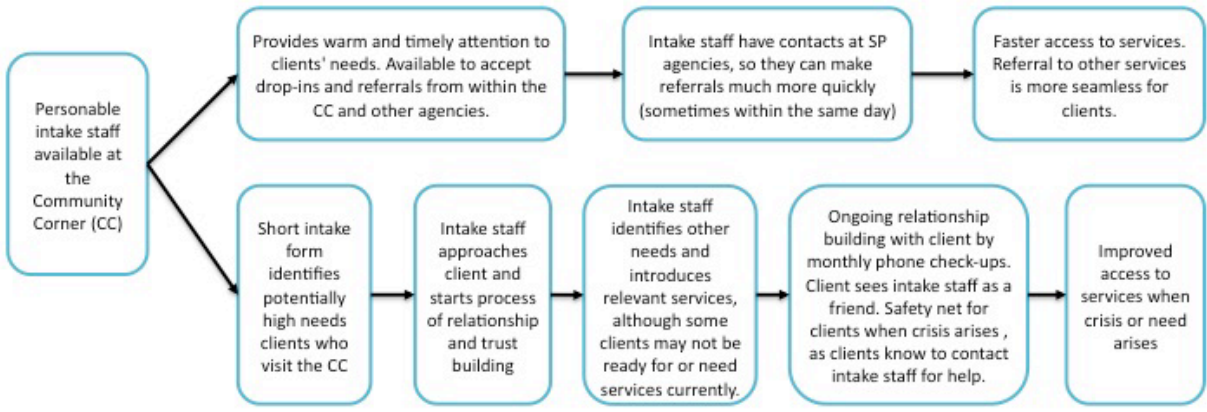 Personable
intake staff
available at
the
Community
Corner (CC)
Provides warm and timely attention to
clients' needs. Available to accept
drop-ins and referrals from within the
CC and other agencies.
Intake staff have contacts at SP
agencies, so they can make
referrals much more quickly
(sometimes within the same day)
Faster access to services.
Referral to other services
is more seamless for
clients.
Short intake
form
identifies
potentially
high needs
clients who
visit the CC
Intake staff
approaches
client and
starts process
of relationship
and trust
building
Intake staff
identifies other
needs and
introduces
relevant services,
although some
clients may not be
ready for or need
services currently.
Ongoing relationship
building with client by
monthly phone check-ups.
Client sees intake staff as a
friend. Safety net for
clients when crisis arises ,
as clients know to contact
intake staff for help.
Improved
access to
services when
crisis or need
arises